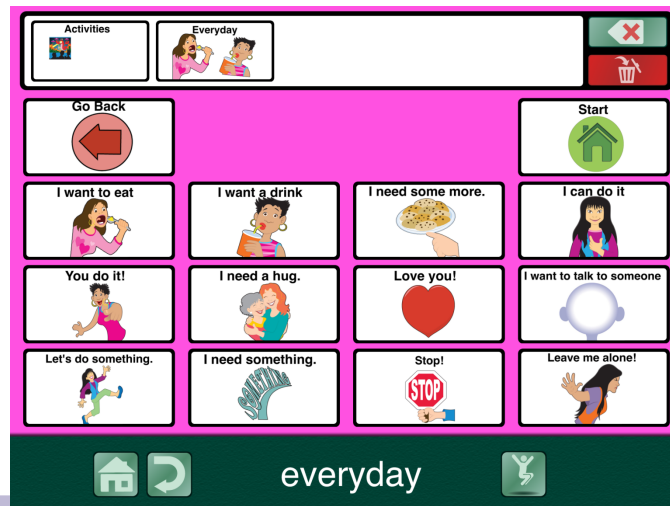 Activities
Everyday
Go Back
Start
I want to eat
I want a drink
I need some more.
I can do it
You do it!
I need a hug.
Love you!
I want to talk to someone
Let's do something.
I need something.
SOMETHING
Stop!
STOP
Leave me alone!
everyday